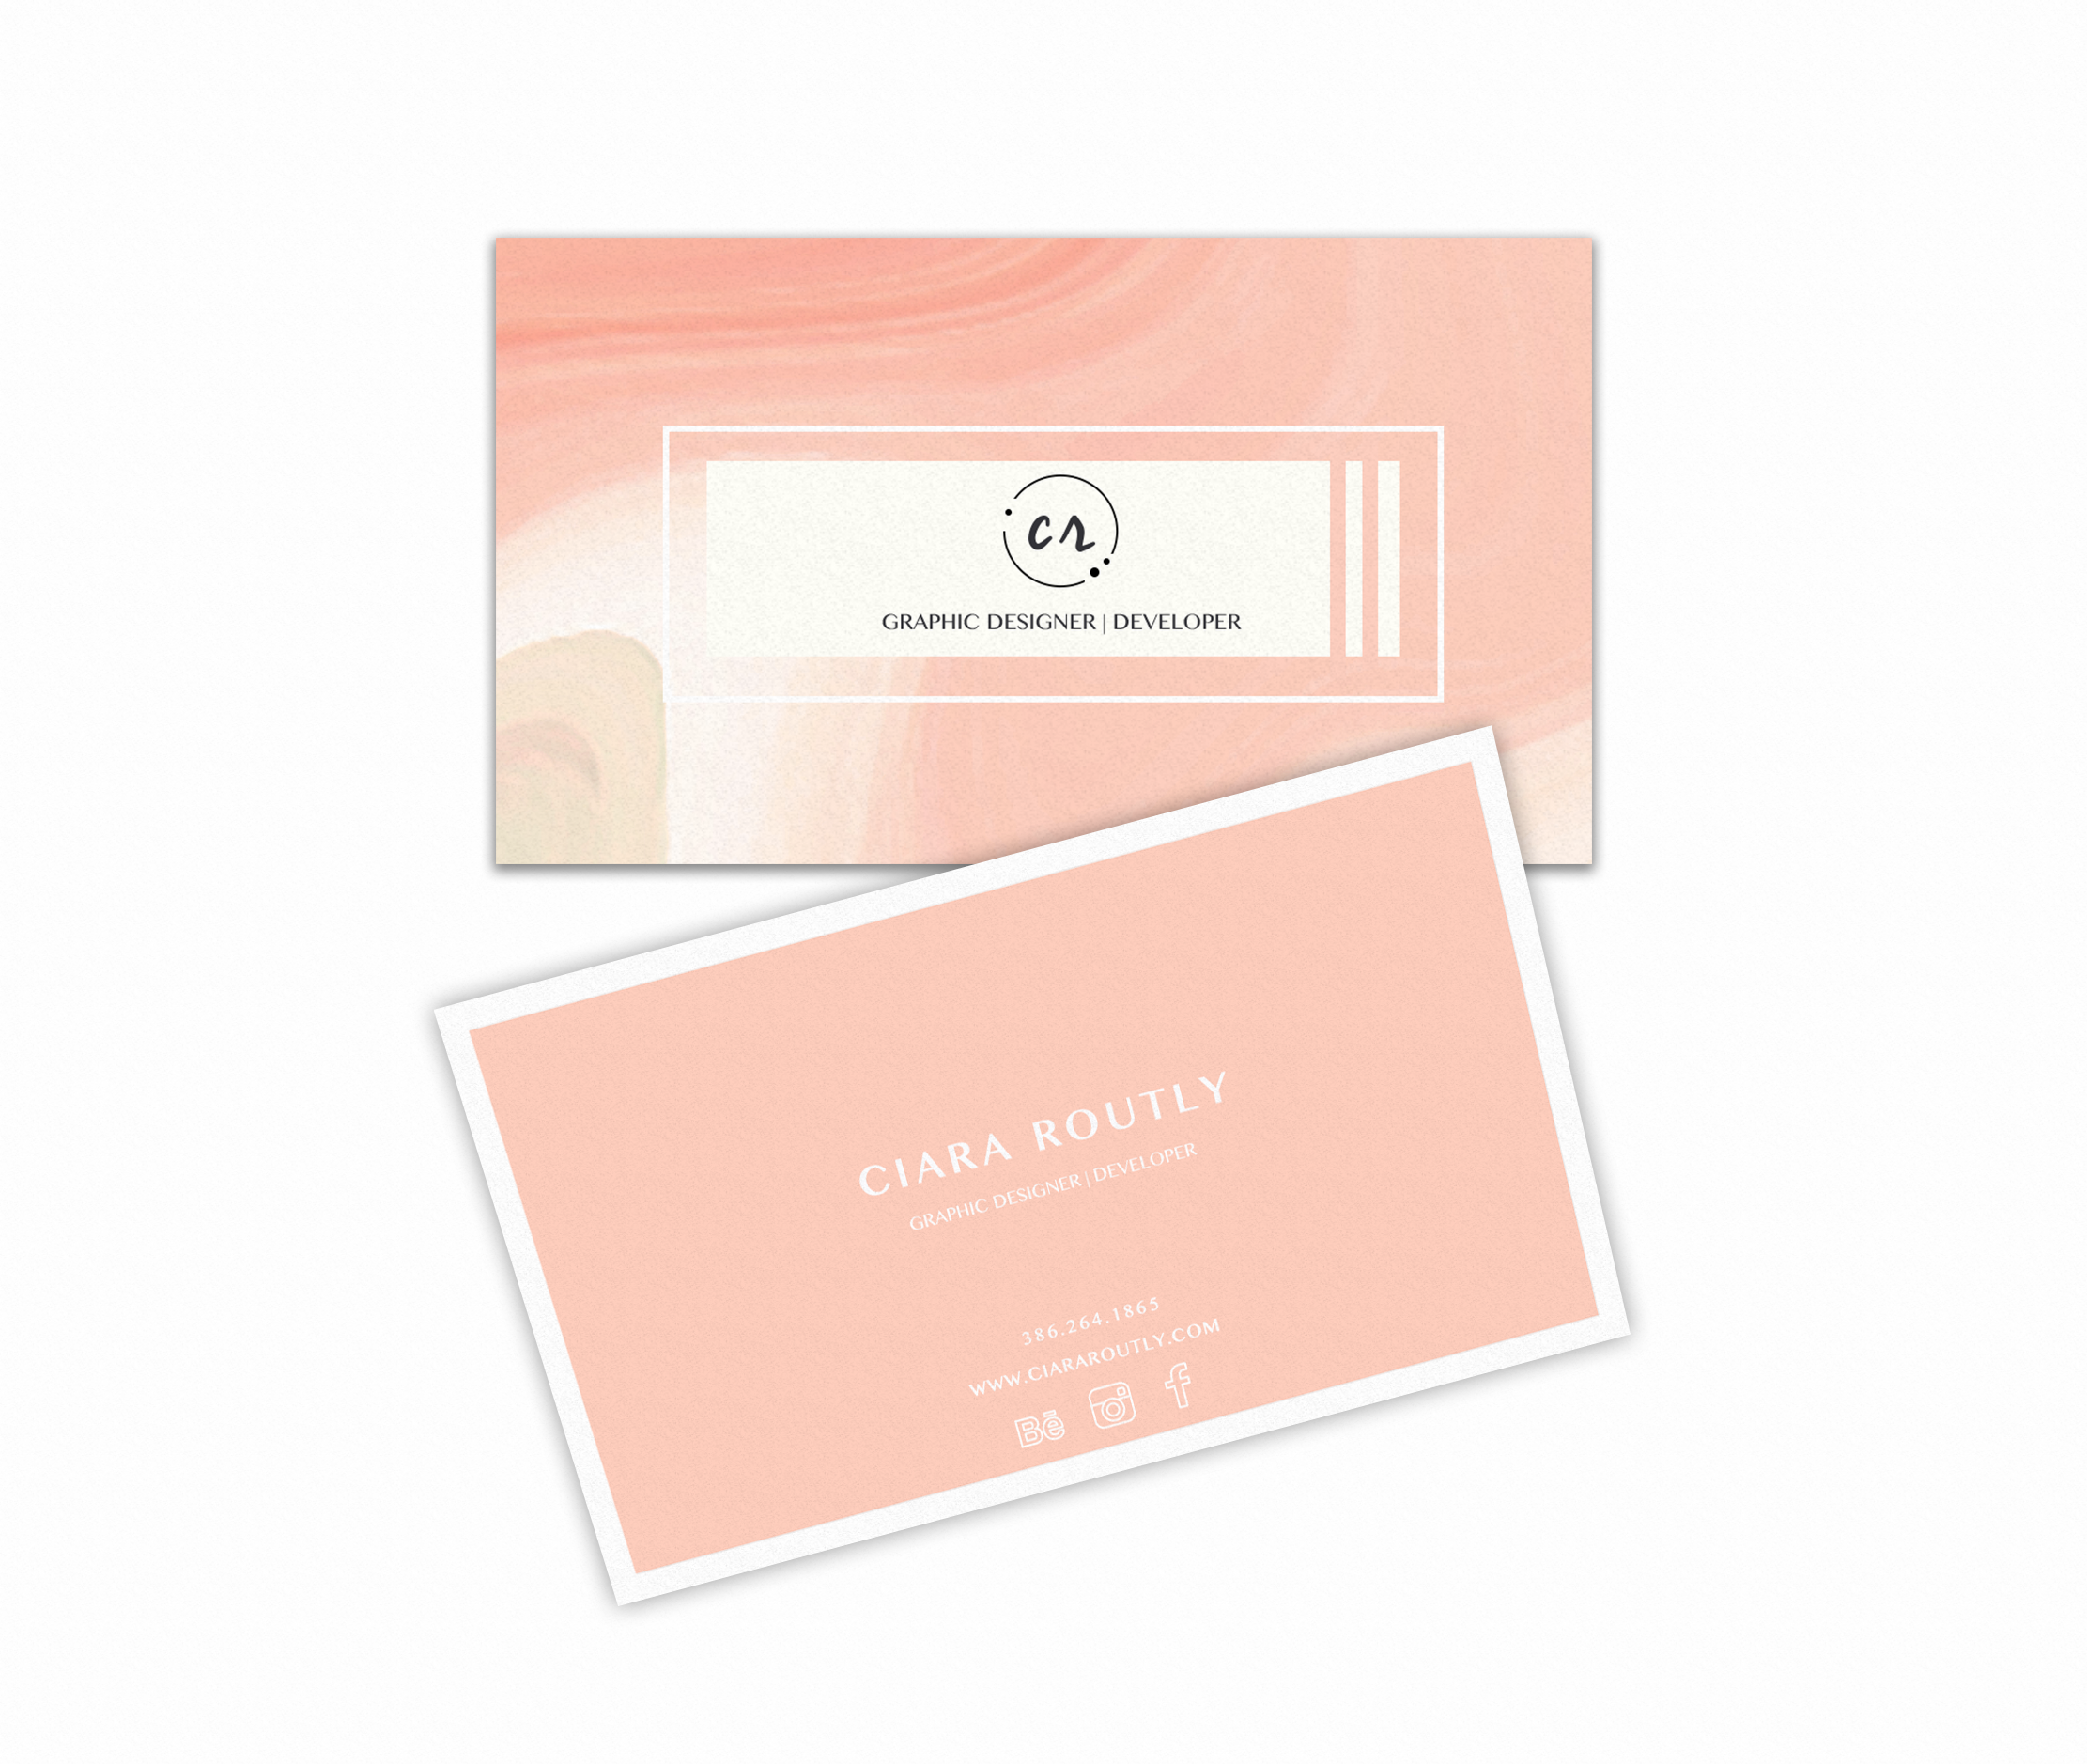 cr
GRAPHIC DESIGNER | DEVELOPER
CIARA ROUTLY
GRAPHIC DESIGNER | DEVELOPER
386.264.1865
WWW.CIARAROUTLY.COM
Bē